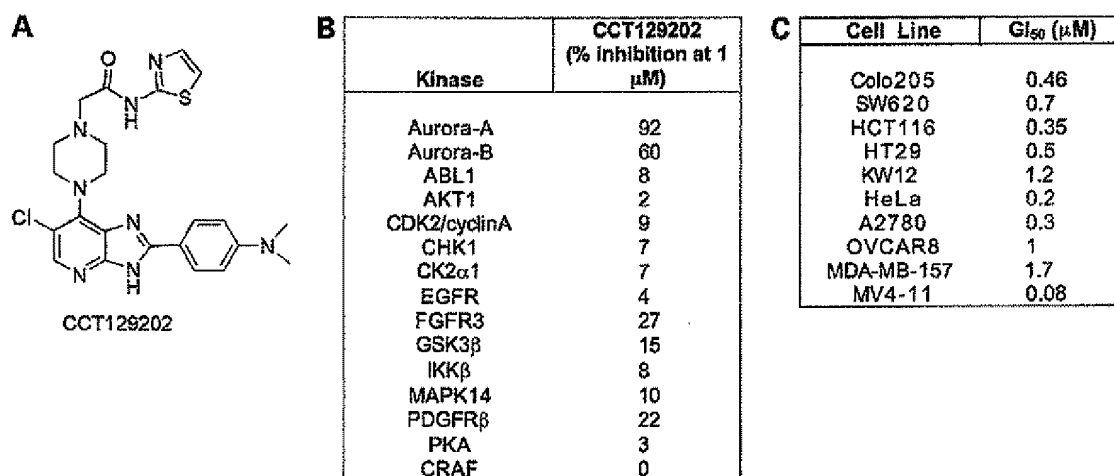 A
O
N
N
H
S
N
N
Cl
N
N
N
H
N
CCT129202
B
Kinase CCT129202 (% inhibition at 1 μM)
Aurora-A 92
Aurora-B 60
ABL1 8
AKT1 2
CDK2/cyclinA 9
CHK1 7
CK2α1 7
EGFR 4
FGFR3 27
GSK3β 15
IKKβ 8
MAPK14 10
PDGFRβ 22
PKA 3
CRAF 0
C
Cell Line GI50 (μM)
Colo205 0.46
SW620 0.7
HCT116 0.35
HT29 0.5
KW12 1.2
HeLa 0.2
A2780 0.3
OVCAR8 1
MDA-MB-157 1.7
MV4-11 0.08